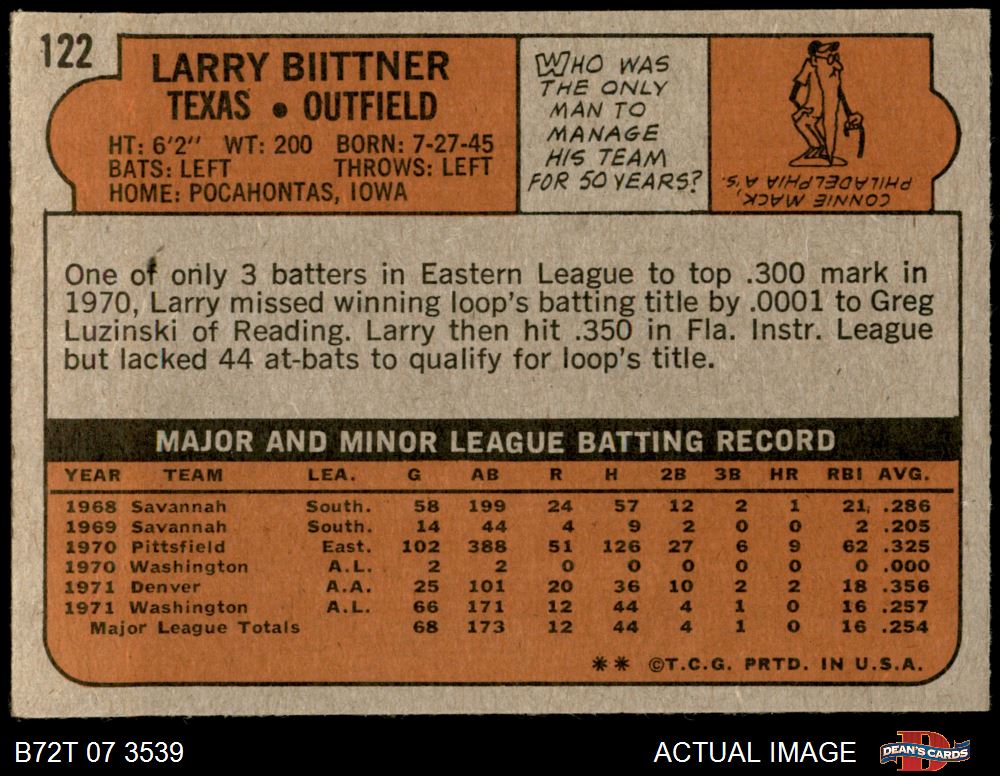 122
LARRY BIITTNER
TEXAS • OUTFIELD
HT: 6'2" WT: 200 BORN: 7-27-45
BATS: LEFT THROWS: LEFT
HOME: POCAHONTAS, IOWA
WHO WAS
THE ONLY
MAN TO
MANAGE
HIS TEAM
FOR 50 YEARS?
CONNIE MACK,
PHILADELPHIA A'S.
One of only 3 batters in Eastern League to top .300 mark in
1970, Larry missed winning loop's batting title by .0001 to Greg
Luzinski of Reading. Larry then hit .350 in Fla. Instr. League
but lacked 44 at-bats to qualify for loop's title.
MAJOR AND MINOR LEAGUE BATTING RECORD
YEAR TEAM LEA. G AB R H 2B 3B HR RBI AVG.
1968 Savannah South. 58 199 24 57 12 2 1 21 .286
1969 Savannah South. 14 44 4 9 2 0 0 2 .205
1970 Pittsfield East. 102 388 51 126 27 6 9 62 .325
1970 Washington A.L. 2 2 0 0 0 0 0 0 .000
1971 Denver A.A. 25 101 20 36 10 2 2 18 .356
1971 Washington A.L. 66 171 12 44 4 1 0 16 .257
Major League Totals 68 173 12 44 4 1 0 16 .254
** ©T.C.G. PRTD. IN U.S.A.
B72T 07 3539
ACTUAL IMAGE
D
DEAN'S CARDS